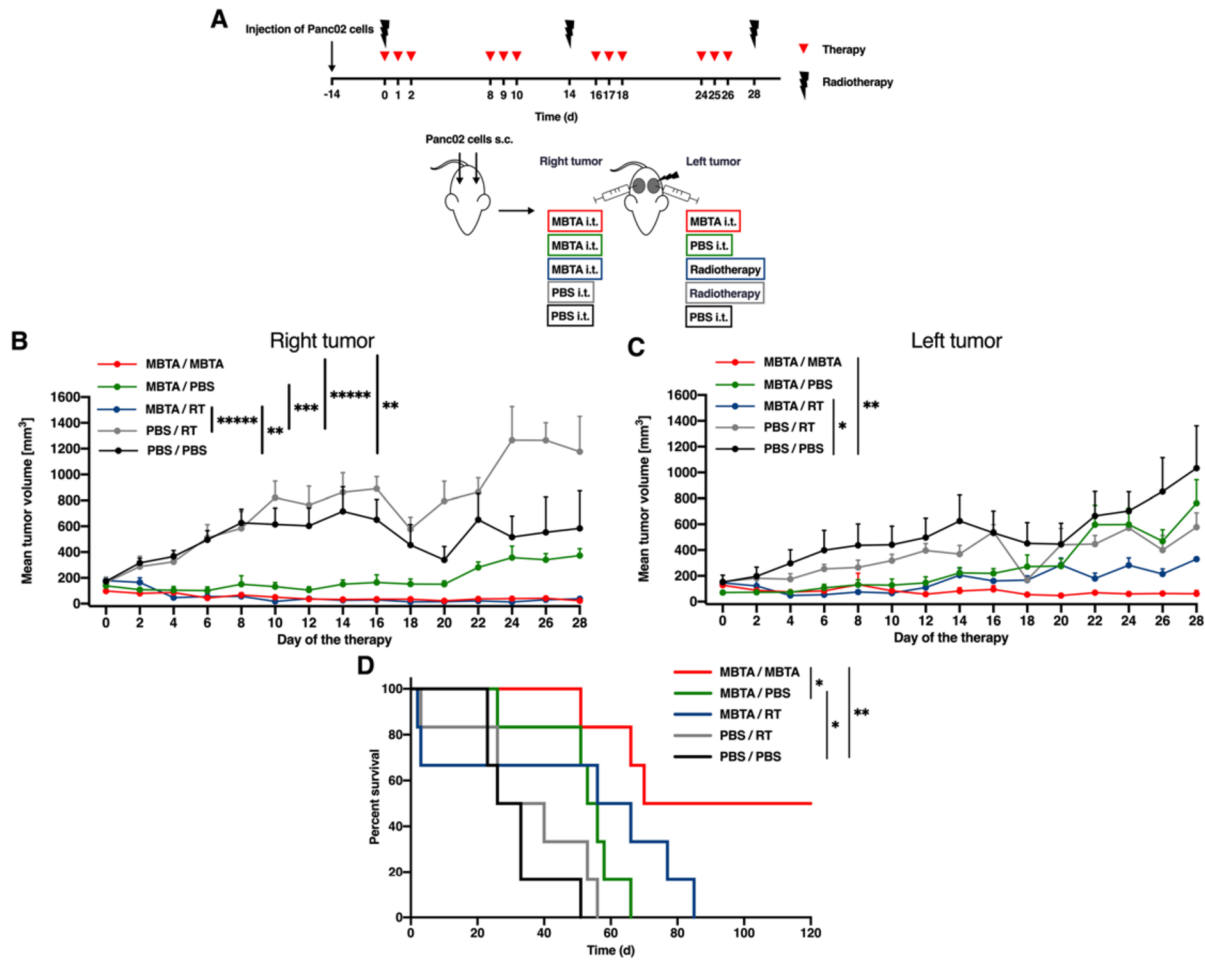 A
Injection of Panc02 cells
Therapy
Radiotherapy
-14 0 1 2 8 9 10 14 16 17 18 24 25 26 28
Time (d)
Panc02 cells s.c.
Right tumor Left tumor
MBTA i.t. MBTA i.t.
MBTA i.t. PBS i.t.
MBTA i.t. Radiotherapy
PBS i.t. Radiotherapy
PBS i.t. PBS i.t.
B
Right tumor
MBTA / MBTA
MBTA / PBS
MBTA / RT
PBS / RT
PBS / PBS
***** ** *** ***** **
Mean tumor volume [mm³]
1600
1400
1200
1000
800
600
400
200
0
0 2 4 6 8 10 12 14 16 18 20 22 24 26 28
Day of the therapy
C
Left tumor
MBTA / MBTA
MBTA / PBS
MBTA / RT
PBS / RT
PBS / PBS
* **
Mean tumor volume [mm³]
1600
1400
1200
1000
800
600
400
200
0
0 2 4 6 8 10 12 14 16 18 20 22 24 26 28
Day of the therapy
D
MBTA / MBTA
MBTA / PBS
MBTA / RT
PBS / RT
PBS / PBS
* * **
Percent survival
100
80
60
40
20
0
0 20 40 60 80 100 120
Time (d)